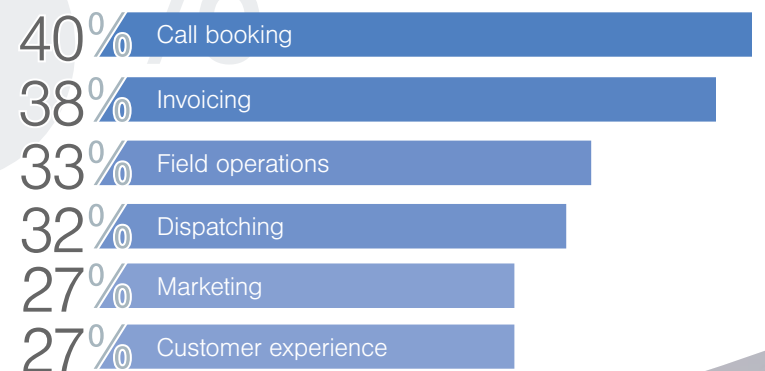 40% Call booking
38% Invoicing
33% Field operations
32% Dispatching
27% Marketing
27% Customer experience